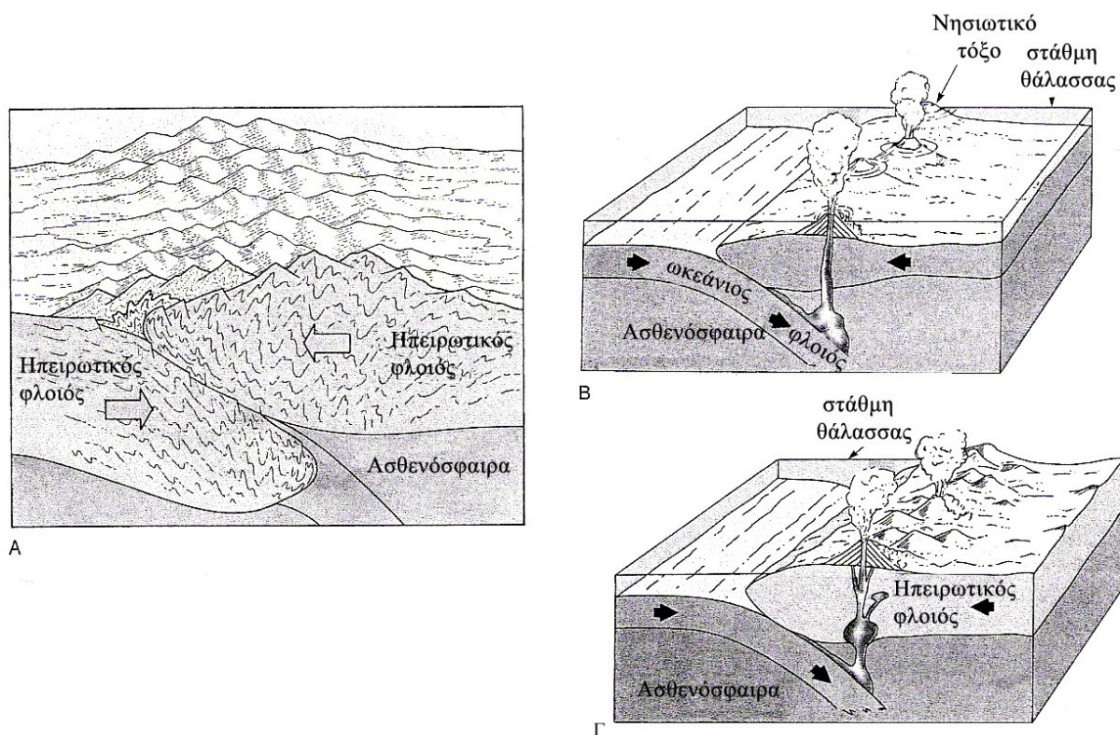 Ηπειρωτικός
φλοιός
Ηπειρωτικός
φλοιός
Ασθενόσφαιρα
Α
Νησιωτικό
τόξο
στάθμη
θάλασσας
ωκεάνιος
φλοιός
Ασθενόσφαιρα
Β
στάθμη
θάλασσας
Ηπειρωτικός
φλοιός
Ασθενόσφαιρα
Γ